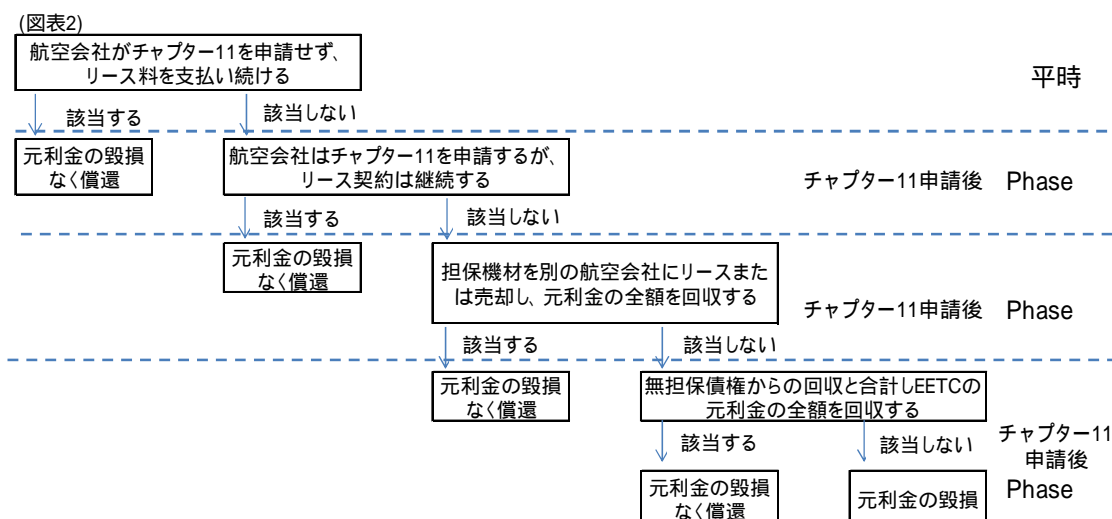 (図表2)
航空会社がチャプター11を申請せず、
リース料を支払い続ける
平時
該当する
該当しない
元利金の毀損
なく償還
航空会社はチャプター11を申請するが、
リース契約は継続する
チャプター11申請後 Phase
該当する
該当しない
元利金の毀損
なく償還
担保機材を別の航空会社にリースまた
は売却し、元利金の全額を回収する
チャプター11申請後 Phase
該当する
該当しない
元利金の毀損
なく償還
無担保債権からの回収と合計しEETCの
元利金の全額を回収する
チャプター11
申請後
Phase
該当する
該当しない
元利金の毀損
なく償還
元利金の毀損